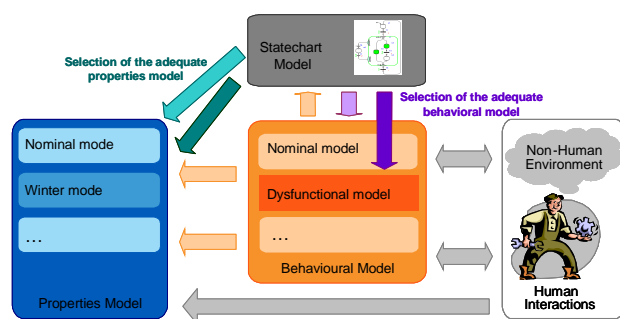 Statechart
Model
Selection of the adequate
properties model
Selection of the adequate
behavioral model
Nominal mode
Winter mode
...
Properties Model
Nominal model
Dysfunctional model
...
Behavioural Model
Non-Human
Environment
Human
Interactions